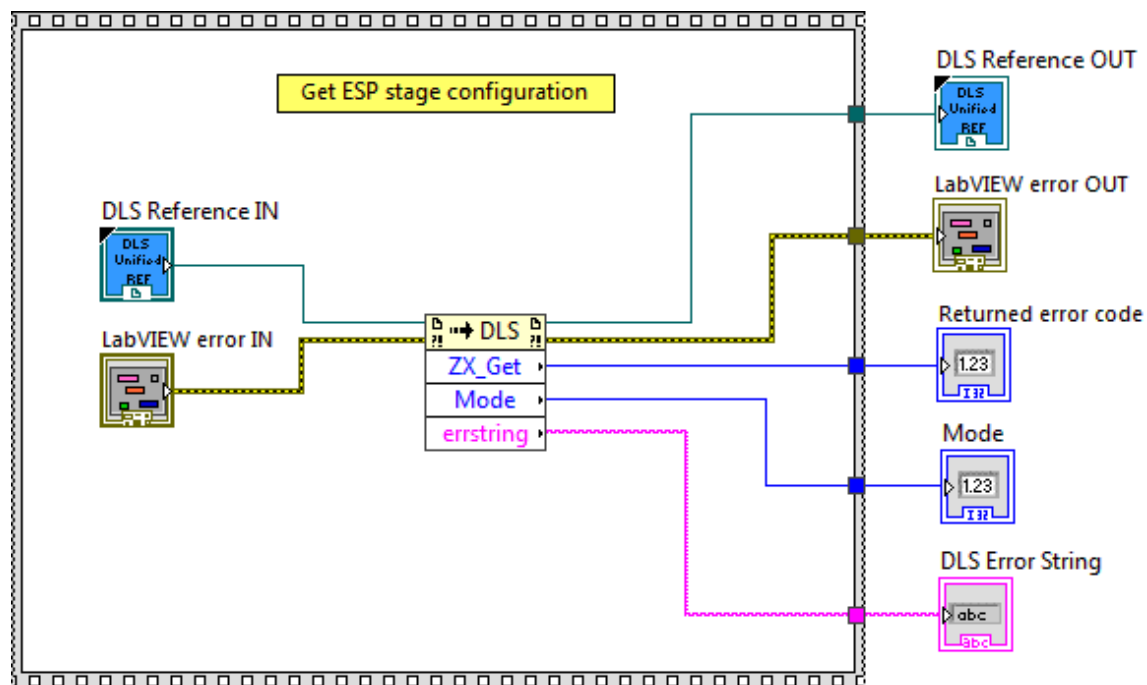 Get ESP stage configuration
DLS Reference IN
DLS
Unified
REF
LabVIEW error IN
?! DLS ?!
ZX_Get
Mode
errstring
DLS Reference OUT
DLS
Unified
REF
LabVIEW error OUT
Returned error code
1.23
I32
Mode
1.23
I32
DLS Error String
abc
abc